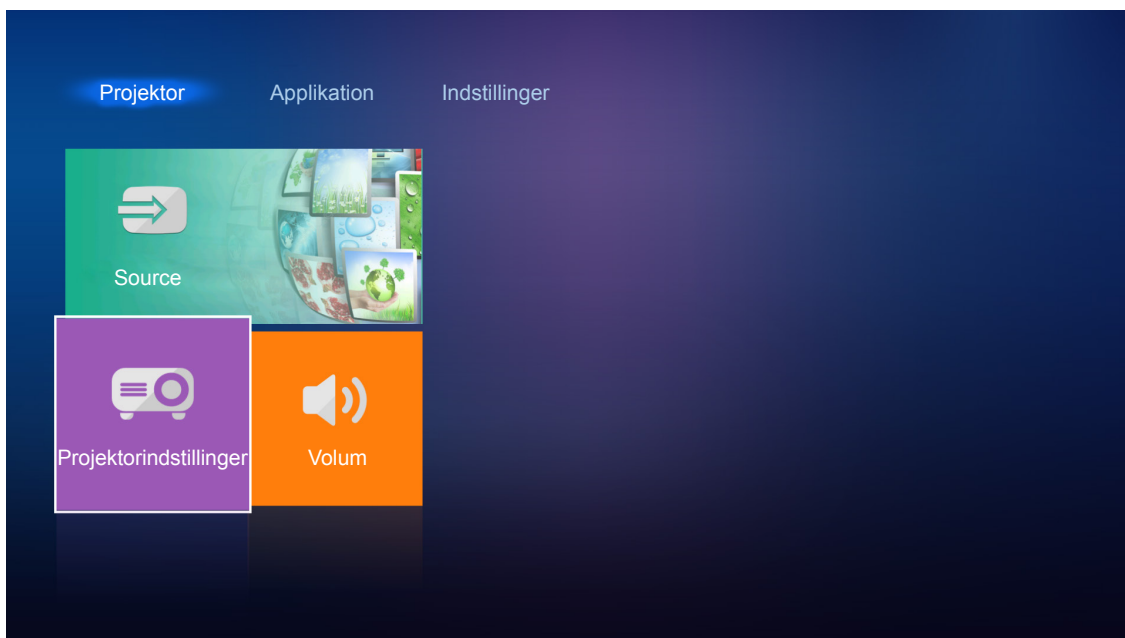 Projektor
Applikation
Indstillinger
Source
Projektorindstillinger
Volum